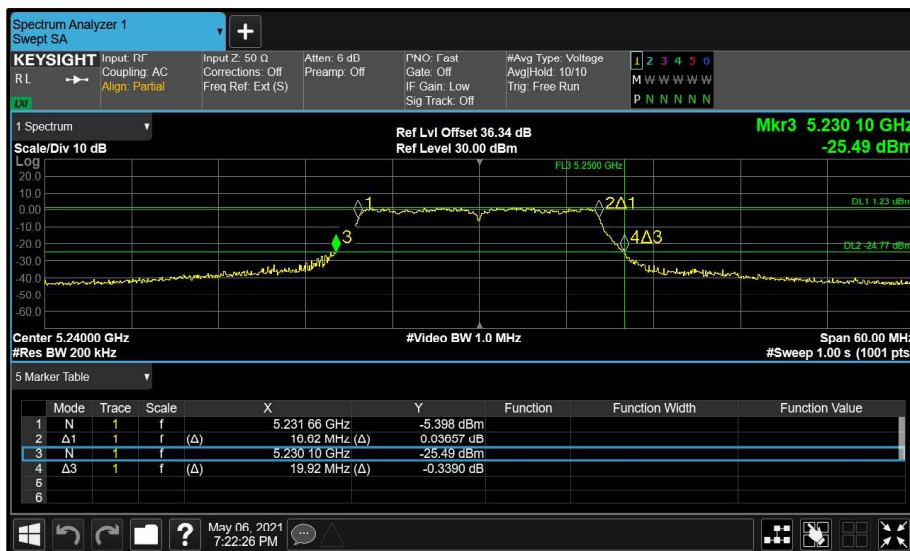 Spectrum Analyzer 1
Swept SA
+
KEYSIGHT
RL
LXI
Input: RF
Coupling: AC
Align: Partial
Input Z: 50 Ω
Corrections: Off
Freq Ref: Ext (S)
Atten: 6 dB
Preamp: Off
PNO: Fast
Gate: Off
IF Gain: Low
Sig Track: Off
#Avg Type: Voltage
Avg|Hold: 10/10
Trig: Free Run
1 2 3 4 5 6
M W W W W W
P N N N N N
1 Spectrum
Scale/Div 10 dB
Ref Lvl Offset 36.34 dB
Ref Level 30.00 dBm
Mkr3 5.230 10 GHz
-25.49 dBm
Log
FL3 5.2500 GHz
20.0
10.0
0.00
-10.0
-20.0
-30.0
-40.0
-50.0
-60.0
1
2Δ1
3
4Δ3
DL1 1.23 dBm
DL2 -24.77 dBm
Center 5.24000 GHz
#Res BW 200 kHz
#Video BW 1.0 MHz
Span 60.00 MHz
#Sweep 1.00 s (1001 pts
5 Marker Table
Mode Trace Scale X Y Function Function Width Function Value
1 N 1 f 5.231 66 GHz -5.398 dBm
2 Δ1 1 f (Δ) 16.62 MHz (Δ) 0.03657 dB
3 N 1 f 5.230 10 GHz -25.49 dBm
4 Δ3 1 f (Δ) 19.92 MHz (Δ) -0.3390 dB
5
6
?
May 06, 2021
7:22:26 PM